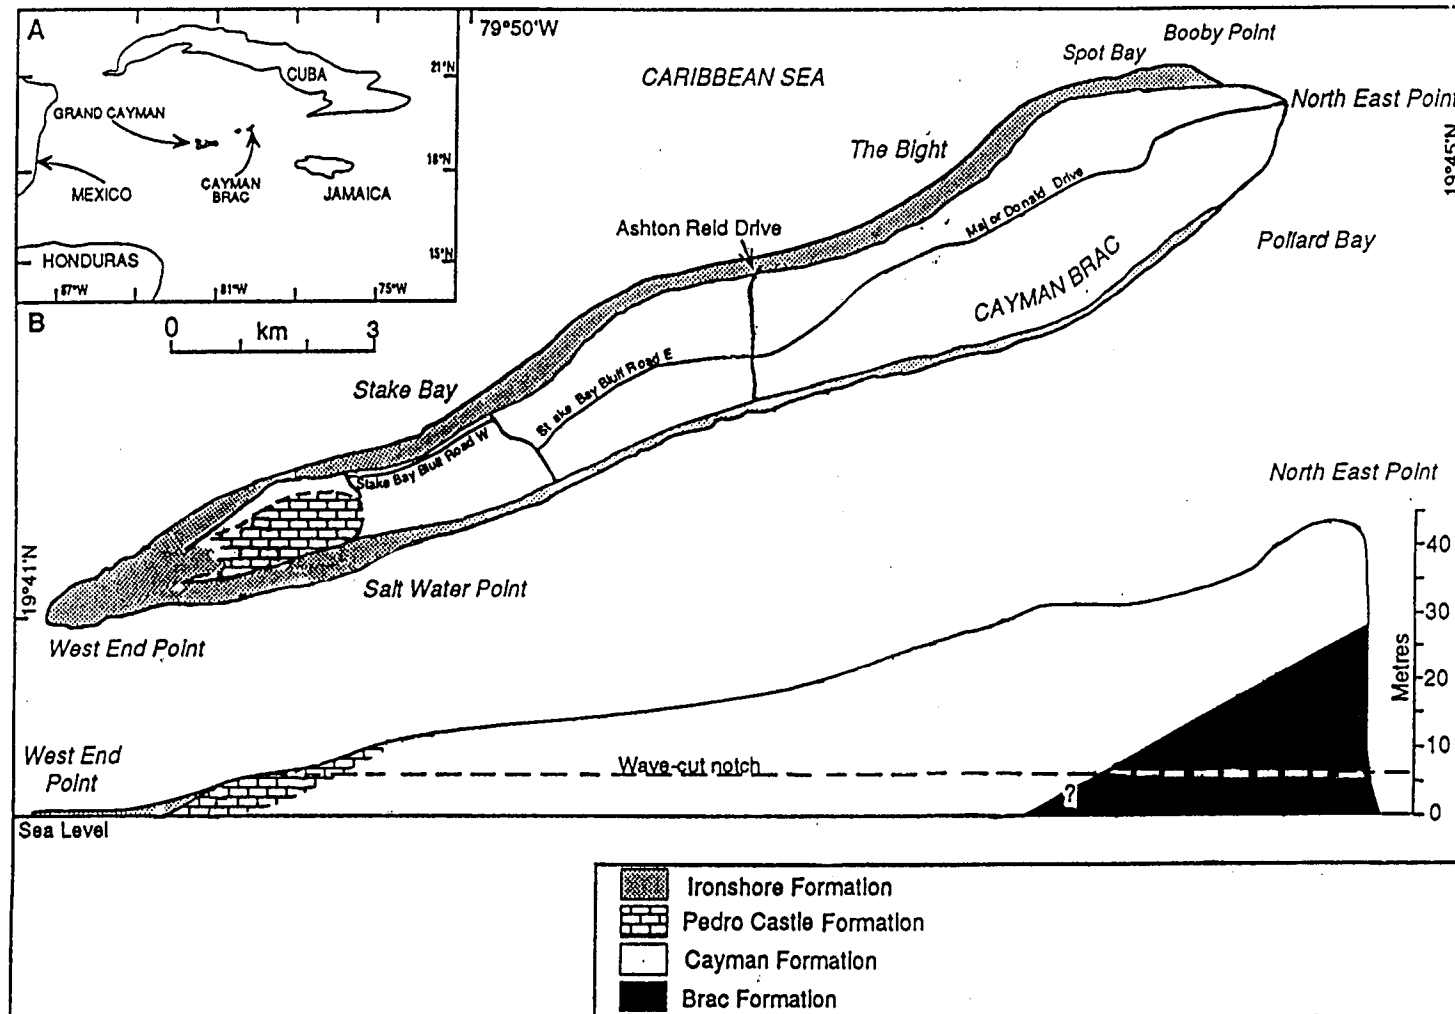 A
79°50'W
Booby Point
Spot Bay
CARIBBEAN SEA
CUBA
21°N
North East Point
GRAND CAYMAN
19°45'N
The Bight
18°N
MEXICO
CAYMAN
BRAC
JAMAICA
Major Donald Drive
Ashton Reid Drive
Pollard Bay
HONDURAS
15°N
CAYMAN BRAC
87°W
81°W
75°W
B
0
km
3
Stake Bay
Stake Bay Bluff Road E
Stake Bay Bluff Road W
North East Point
19°41'N
Salt Water Point
West End Point
40
30
Metres
20
10
0
West End
Point
Wave-cut notch
?
Sea Level
Ironshore Formation
Pedro Castle Formation
Cayman Formation
Brac Formation